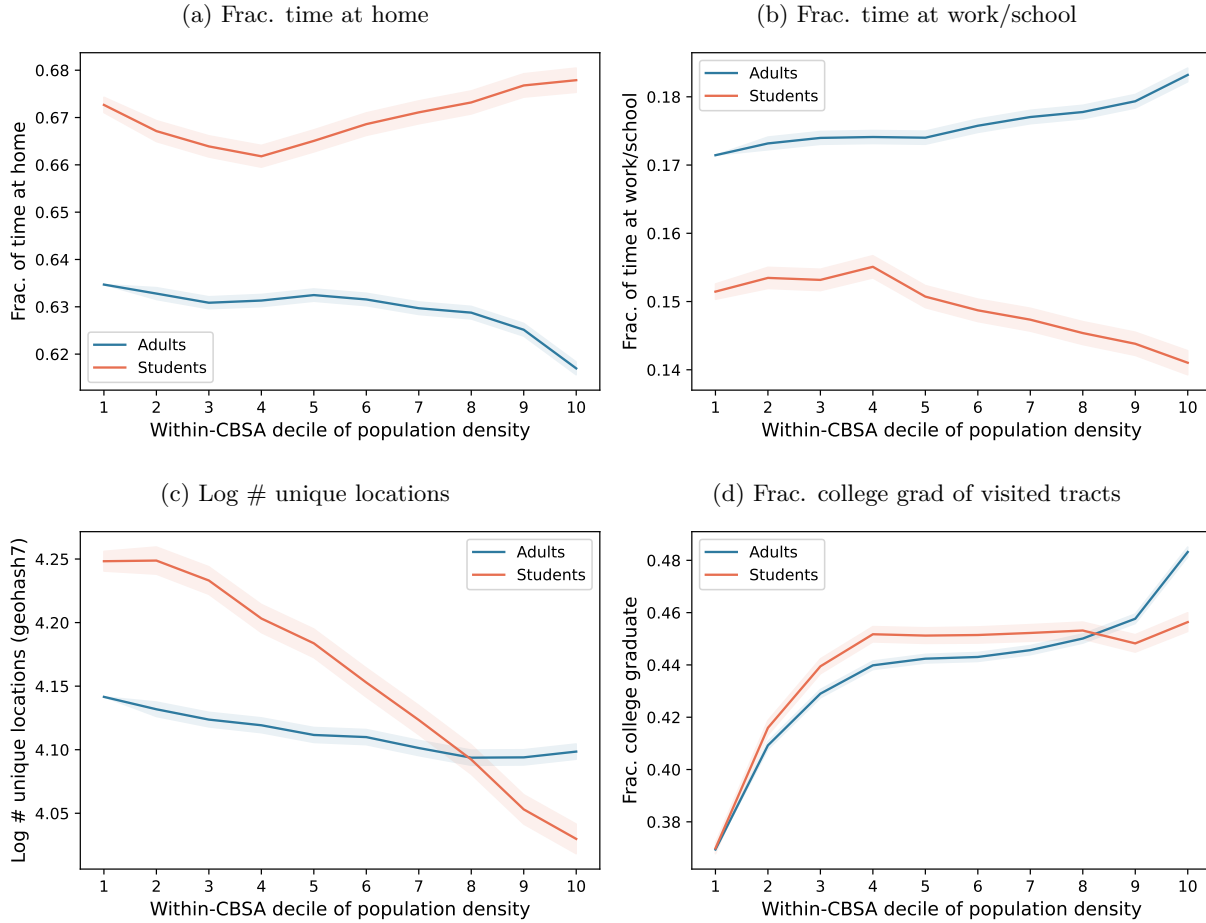 (a) Frac. time at home
0.68
0.67
0.66
0.65
0.64
0.63
0.62
Frac. of time at home
Adults
Students
1 2 3 4 5 6 7 8 9 10
Within-CBSA decile of population density
(b) Frac. time at work/school
0.18
0.17
0.16
0.15
0.14
Frac. of time at work/school
Adults
Students
1 2 3 4 5 6 7 8 9 10
Within-CBSA decile of population density
(c) Log # unique locations
4.25
4.20
4.15
4.10
4.05
Log # unique locations (geohash7)
Adults
Students
1 2 3 4 5 6 7 8 9 10
Within-CBSA decile of population density
(d) Frac. college grad of visited tracts
0.48
0.46
0.44
0.42
0.40
0.38
Frac. college graduate
Adults
Students
1 2 3 4 5 6 7 8 9 10
Within-CBSA decile of population density